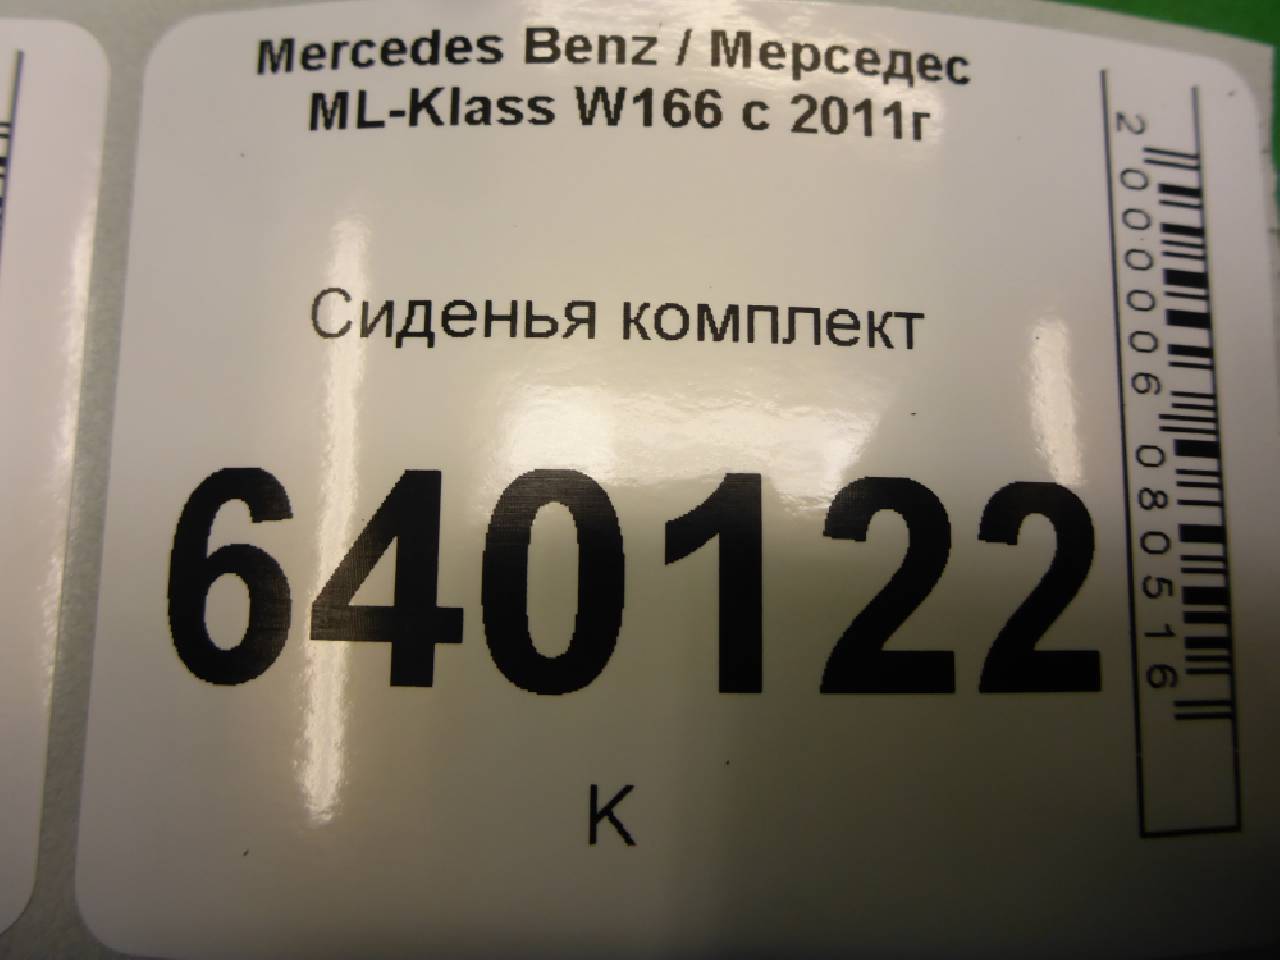 Mercedes Benz / Мерседес
ML-Klass W166 с 2011г
Сиденья комплект
640122
К
2000006080516